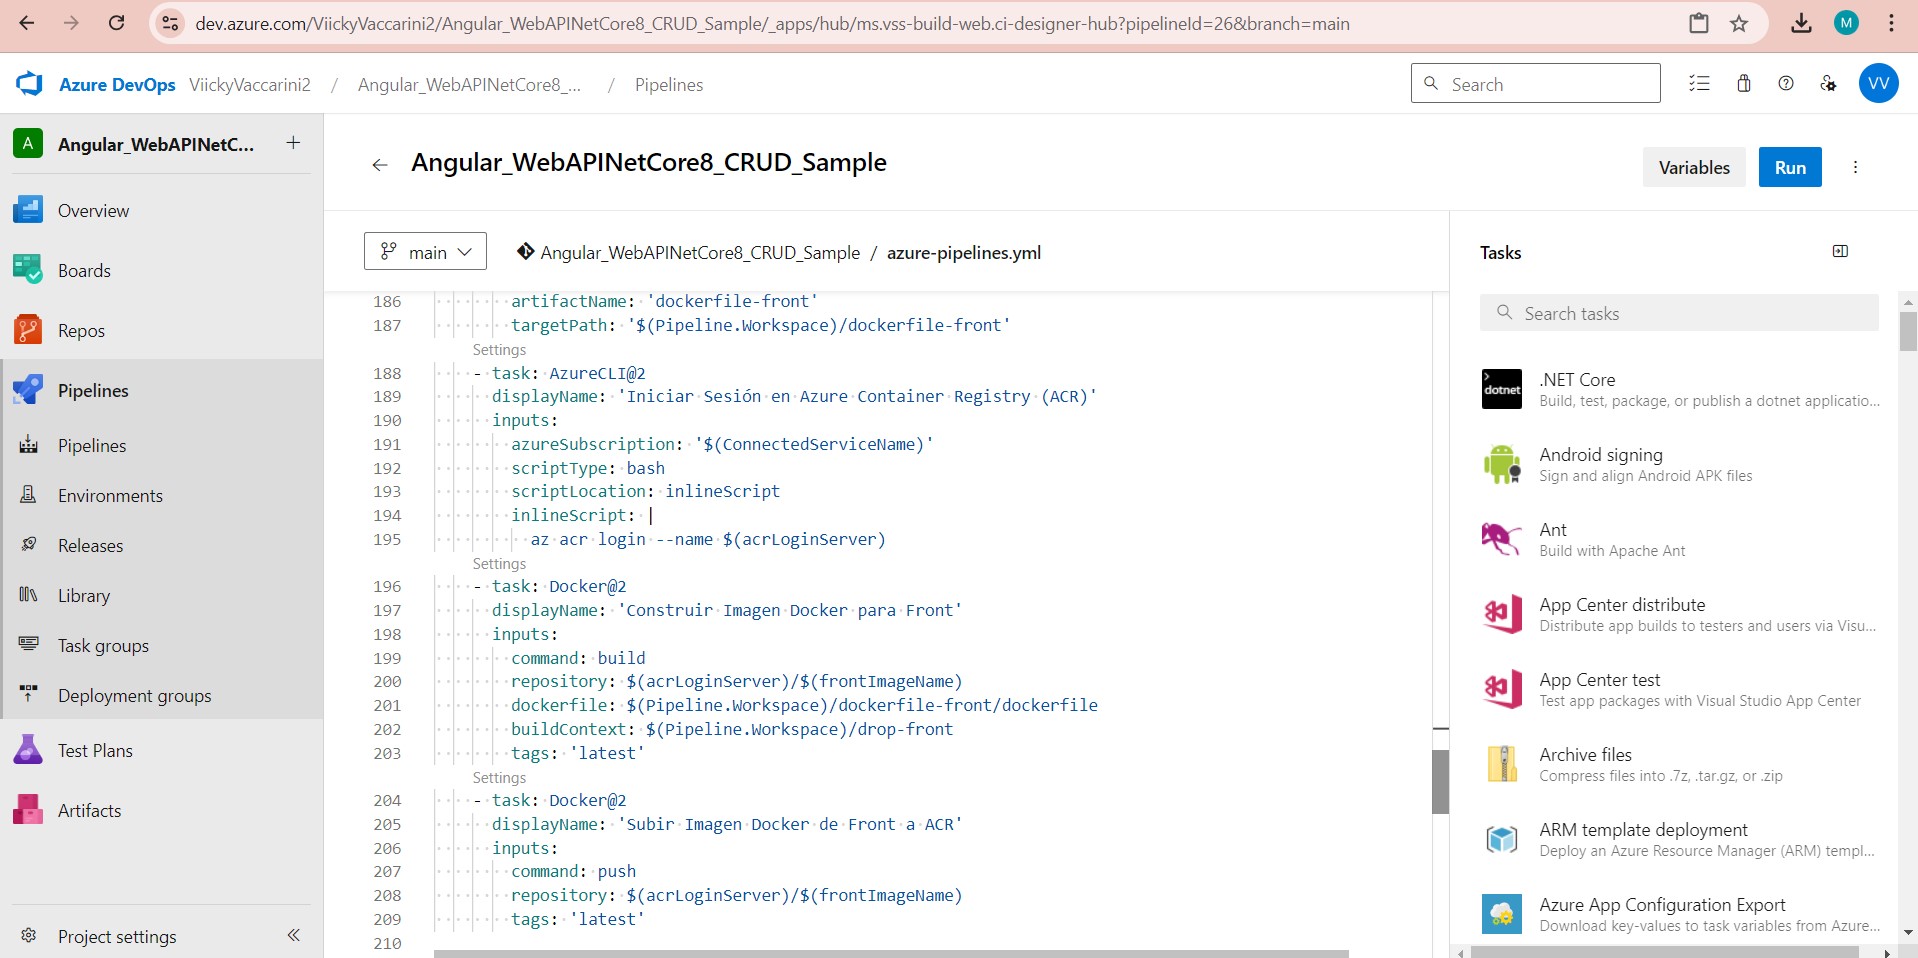 dev.azure.com/ViickyVaccarini2/Angular_WebAPINetCore8_CRUD_Sample/_apps/hub/ms.vss-build-web.ci-designer-hub?pipelineId=26&branch=main
M
Azure DevOps ViickyVaccarini2 / Angular_WebAPINetCore8_... / Pipelines
Search
VV
A Angular_WebAPINetC... +
Overview
Boards
Repos
Pipelines
Pipelines
Environments
Releases
Library
Task groups
Deployment groups
Test Plans
Artifacts
Project settings
Angular_WebAPINetCore8_CRUD_Sample
Variables
Run
main
Angular_WebAPINetCore8_CRUD_Sample / azure-pipelines.yml
186 artifactName: 'dockerfile-front'
187 targetPath: '$(Pipeline.Workspace)/dockerfile-front'
Settings
188 - task: AzureCLI@2
189 displayName: 'Iniciar Sesión en Azure Container Registry (ACR)'
190 inputs:
191 azureSubscription: '$(ConnectedServiceName)'
192 scriptType: bash
193 scriptLocation: inlineScript
194 inlineScript: |
195 az acr login --name $(acrLoginServer)
Settings
196 - task: Docker@2
197 displayName: 'Construir Imagen Docker para Front'
198 inputs:
199 command: build
200 repository: $(acrLoginServer)/$(frontImageName)
201 dockerfile: $(Pipeline.Workspace)/dockerfile-front/dockerfile
202 buildContext: $(Pipeline.Workspace)/drop-front
203 tags: 'latest'
Settings
204 - task: Docker@2
205 displayName: 'Subir Imagen Docker de Front a ACR'
206 inputs:
207 command: push
208 repository: $(acrLoginServer)/$(frontImageName)
209 tags: 'latest'
210
Tasks
Search tasks
dotnet
.NET Core
Build, test, package, or publish a dotnet applicatio...
Android signing
Sign and align Android APK files
Ant
Build with Apache Ant
App Center distribute
Distribute app builds to testers and users via Visu...
App Center test
Test app packages with Visual Studio App Center
Archive files
Compress files into .7z, .tar.gz, or .zip
ARM template deployment
Deploy an Azure Resource Manager (ARM) templ...
Azure App Configuration Export
Download key-values to task variables from Azure...